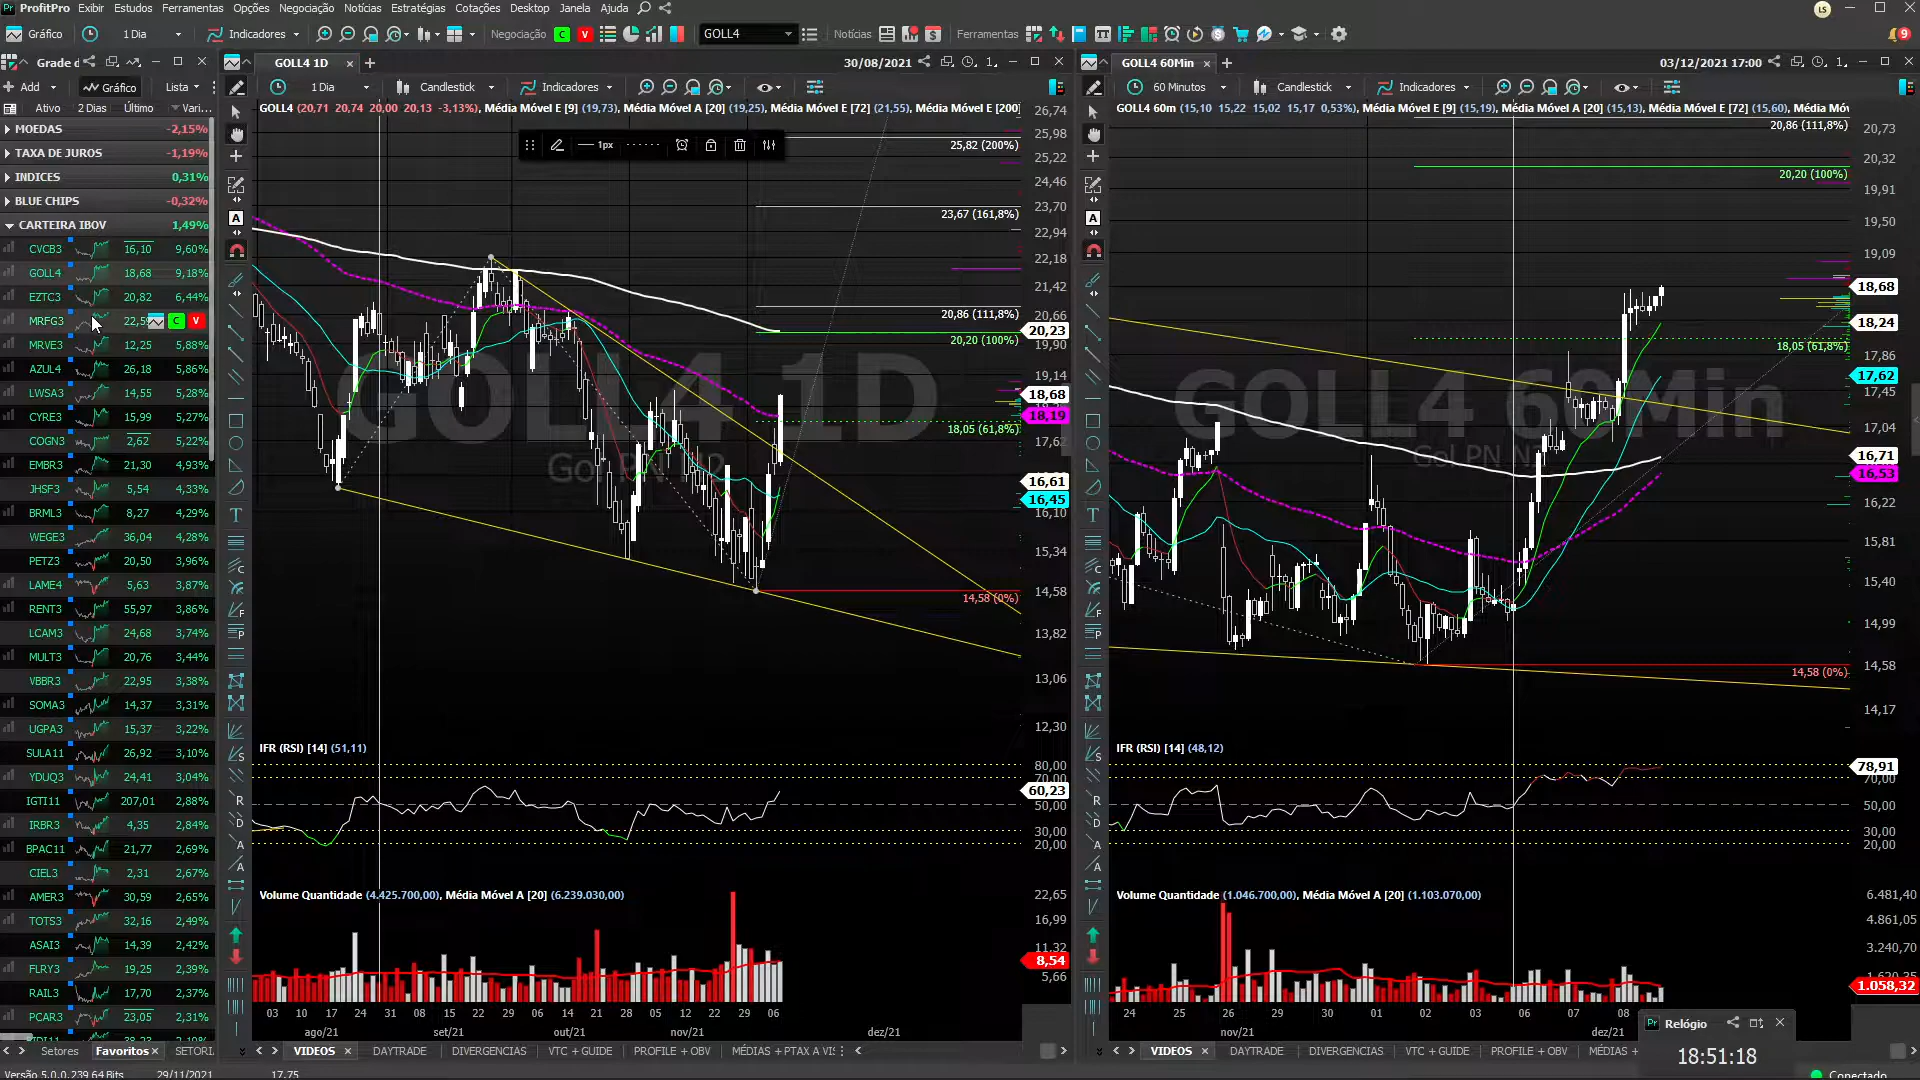 ProfitPro Exibir Estudos Ferramentas Opções Negociação Notícias Estratégias Cotações Desktop Janela Ajuda LS
Gráfico 1 Dia Indicadores Negociação C V GOLL4 Notícias Ferramentas 9
Grade d
Add Gráfico Lista
Ativo 2 Dias Último Vari...
MOEDAS -2,15%
TAXA DE JUROS -1,19%
INDICES 0,31%
BLUE CHIPS -0,32%
CARTEIRA IBOV 1,49%
CVCB3 16,10 9,60%
GOLL4 18,68 9,18%
EZTC3 20,82 6,44%
MRFG3 22,5 C V
MRVE3 12,25 5,88%
AZUL4 26,18 5,86%
LWSA3 14,55 5,28%
CYRE3 15,99 5,27%
COGN3 2,62 5,22%
EMBR3 21,30 4,93%
JHSF3 5,54 4,33%
BRML3 8,27 4,29%
WEGE3 36,04 4,28%
PETZ3 20,50 3,96%
LAME4 5,63 3,87%
RENT3 55,97 3,86%
LCAM3 24,68 3,74%
MULT3 20,76 3,44%
VBBR3 22,95 3,38%
SOMA3 14,37 3,31%
UGPA3 15,37 3,22%
SULA11 26,92 3,10%
YDUQ3 24,41 3,04%
IGTI11 207,01 2,88%
IRBR3 4,35 2,84%
BPAC11 21,77 2,69%
CIEL3 2,31 2,67%
AMER3 30,59 2,65%
TOTS3 32,16 2,49%
ASAI3 14,39 2,42%
FLRY3 19,25 2,39%
RAIL3 17,70 2,37%
PCAR3 23,05 2,31%
Setores Favoritos SETORI
Versão 5.0.0.239 64 Bits 29/11/2021 17,75
GOLL4 1D 30/08/2021 1
1 Dia Candlestick Indicadores
GOLL4 (20,71 20,74 20,00 20,13 -3,13%), Média Móvel E [9] (19,73), Média Móvel A [20] (19,25), Média Móvel E [72] (21,55), Média Móvel E [200]
1px
25,82 (200%)
23,67 (161,8%)
20,86 (111,8%)
20,20 (100%)
18,05 (61,8%)
14,58 (0%)
GOLL4 1D
26,74
25,98
25,22
24,46
23,70
22,94
22,18
21,42
20,66
20,23
19,90
19,14
18,68
18,19
17,62
16,61
16,45
16,10
15,34
14,58
13,82
13,06
12,30
IFR (RSI) [14] (51,11)
80,00
70,00
60,23
50,00
30,00
20,00
Volume Quantidade (4.425.700,00), Média Móvel A [20] (6.239.030,00)
22,65
16,99
11,32
8,54
5,66
03 10 17 24 31 08 15 22 29 06 14 21 28 05 12 22 29 06
ago/21 set/21 out/21 nov/21 dez/21
VIDEOS DAYTRADE DIVERGENCIAS VTC + GUIDE PROFILE + OBV MÉDIAS + PTAX A VIS
GOLL4 60Min 03/12/2021 17:00 1
60 Minutos Candlestick Indicadores
GOLL4 60m (15,10 15,22 15,02 15,17 0,53%), Média Móvel E [9] (15,19), Média Móvel A [20] (15,13), Média Móvel E [72] (15,60), Média Móv
20,86 (111,8%)
20,20 (100%)
18,05 (61,8%)
14,58 (0%)
GOLL4 60Min
20,73
20,32
19,91
19,50
19,09
18,68
18,24
17,86
17,62
17,45
17,04
16,71
16,53
16,22
15,81
15,40
14,99
14,58
14,17
IFR (RSI) [14] (48,12)
78,91
70,00
50,00
30,00
20,00
Volume Quantidade (1.046.700,00), Média Móvel A [20] (1.103.070,00)
6.481,40
4.861,05
3.240,70
1.058,32
24 25 26 29 30 01 02 03 06 07 08
nov/21 dez/21
VIDEOS DAYTRADE DIVERGENCIAS VTC + GUIDE PROFILE + OBV MÉDIAS +
Relógio
18:51:18
Conectado